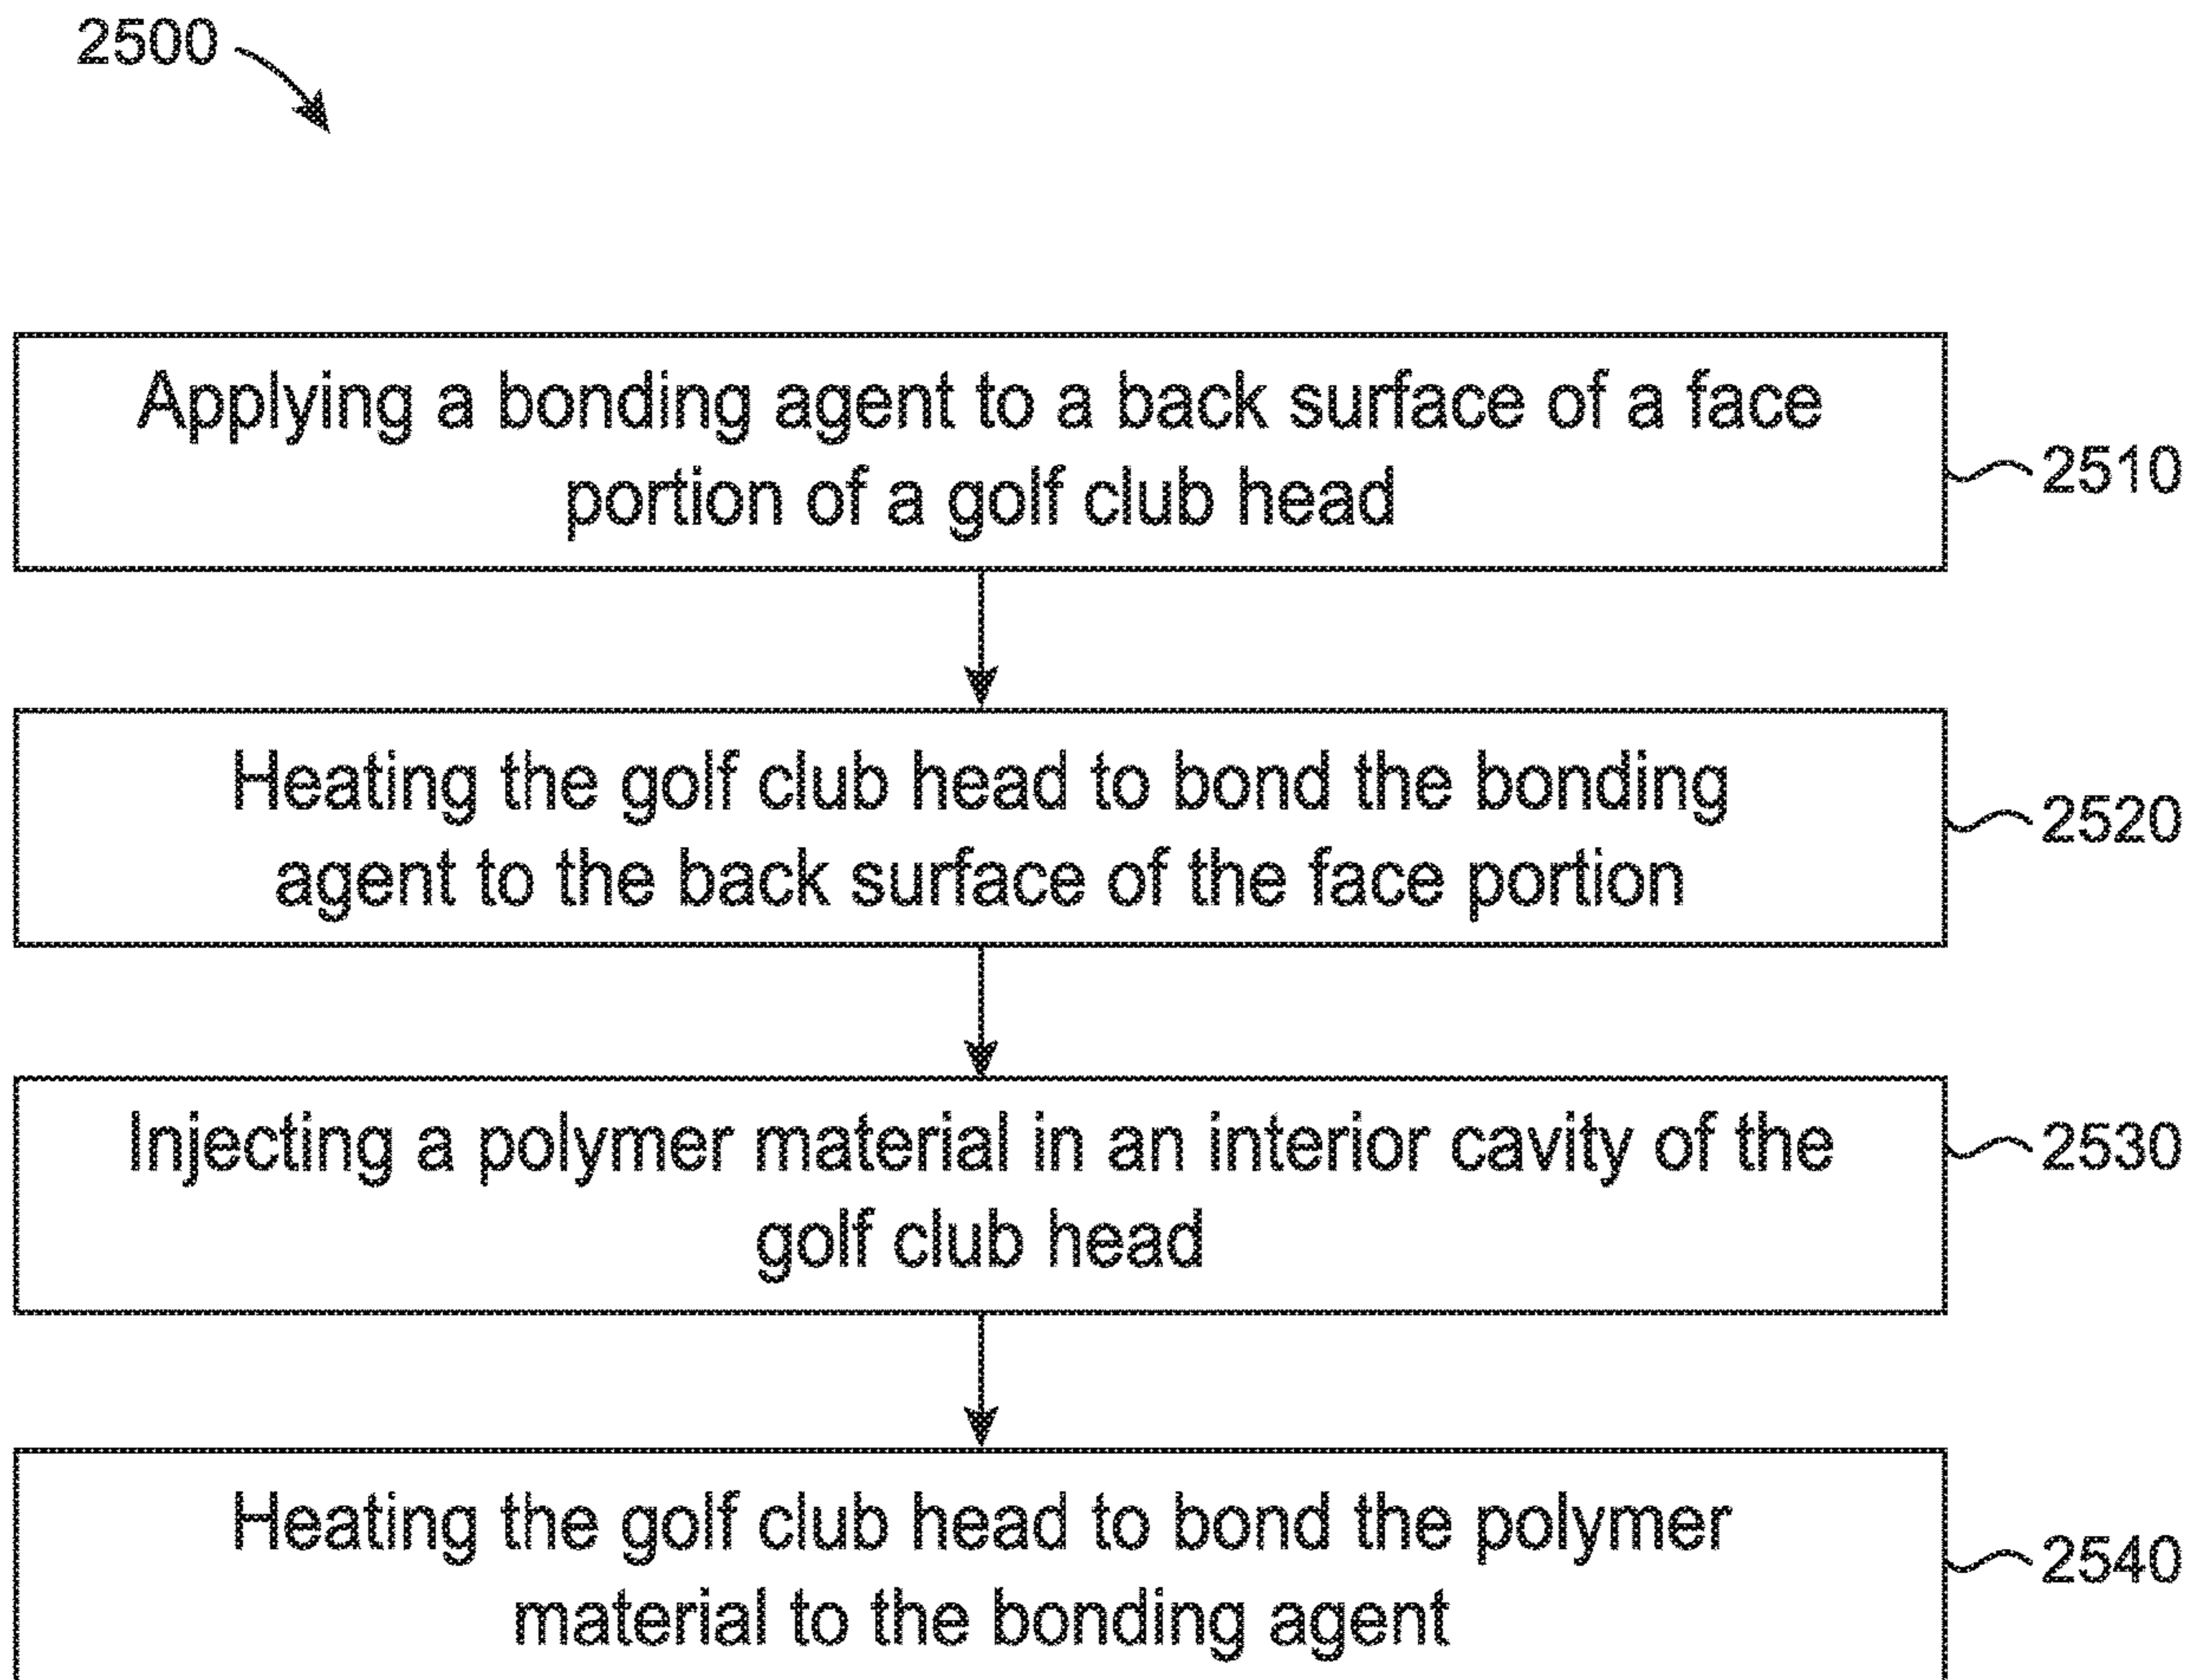 2500
Applying a bonding agent to a back surface of a face
portion of a golf club head
2510
Heating the golf club head to bond the bonding
agent to the back surface of the face portion
2520
Injecting a polymer material in an interior cavity of the
golf club head
2530
Heating the golf club head to bond the polymer
material to the bonding agent
2540